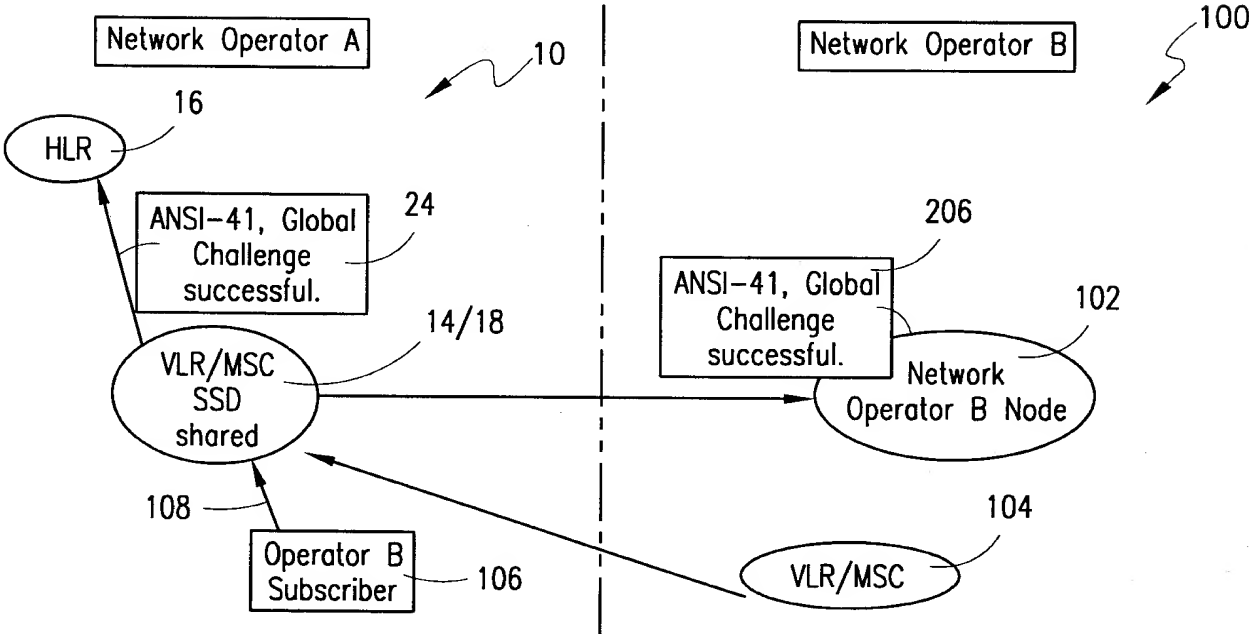 Network Operator A
10
Network Operator B
100
16
HLR
ANSI-41, Global
Challenge
successful.
24
206
ANSI-41, Global
Challenge
successful.
102
14/18
VLR/MSC
SSD
shared
Network
Operator B Node
108
Operator B
Subscriber
106
104
VLR/MSC